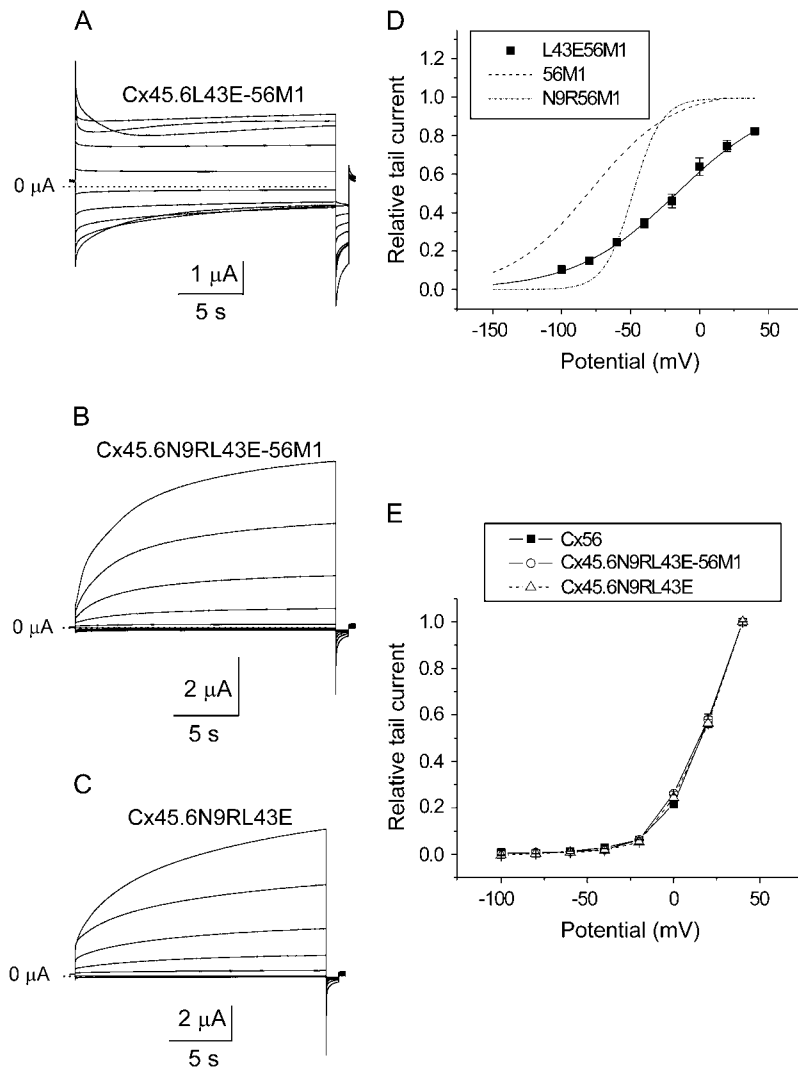 A
Cx45.6L43E-56M1
0 μA
1 μA
5 s
B
Cx45.6N9RL43E-56M1
0 μA
2 μA
5 s
C
Cx45.6N9RL43E
0 μA
2 μA
5 s
D
L43E56M1
56M1
N9R56M1
1.2
1.0
0.8
0.6
0.4
0.2
0.0
Relative tail current
-150 -100 -50 0 50
Potential (mV)
E
Cx56
Cx45.6N9RL43E-56M1
Cx45.6N9RL43E
1.0
0.8
0.6
0.4
0.2
0.0
Relative tail current
-100 -50 0 50
Potential (mV)